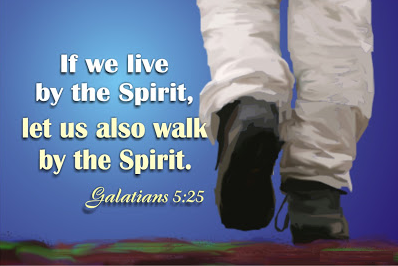 If we live
by the Spirit,
let us also walk
by the Spirit.
Galatians 5:25